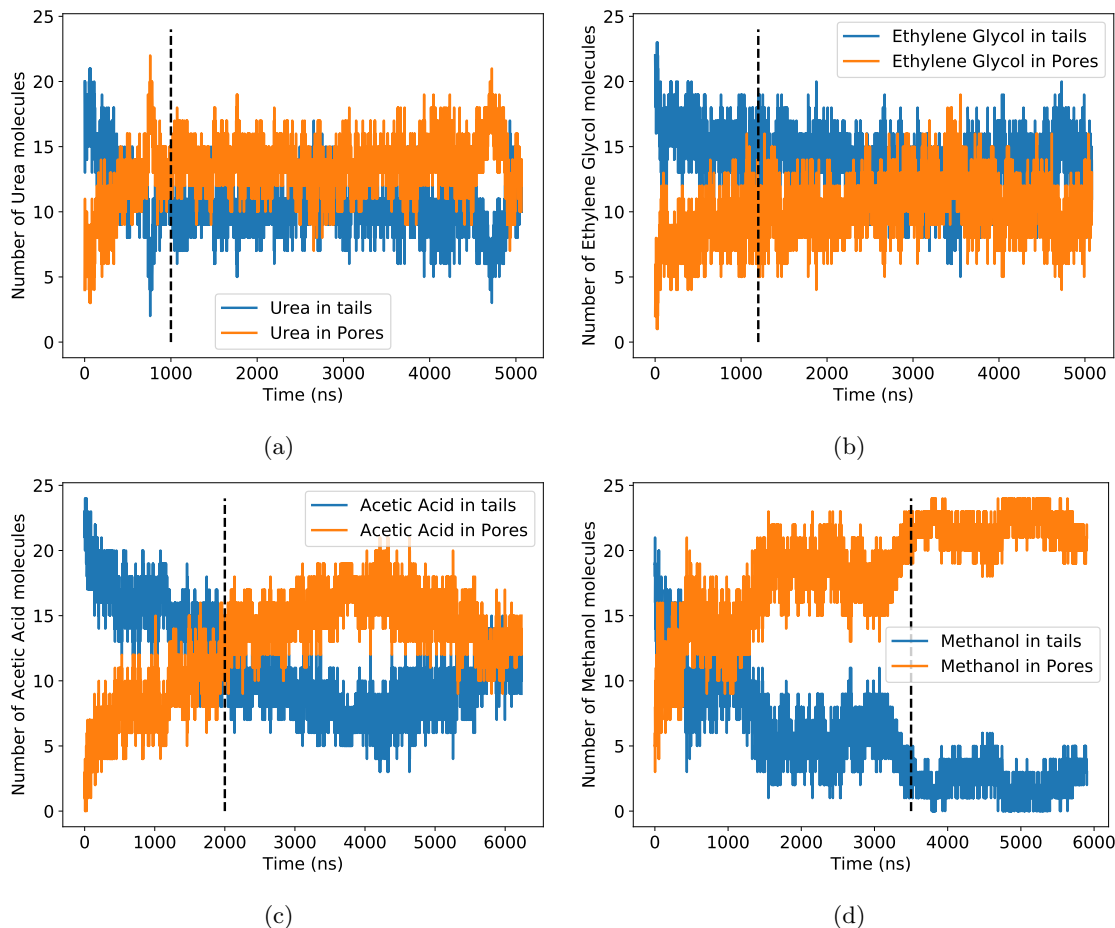 Number of Urea molecules
25
20
15
10
5
0
Urea in tails
Urea in Pores
0 1000 2000 3000 4000 5000
Time (ns)
(a)
Number of Ethylene Glycol molecules
25
20
15
10
5
0
Ethylene Glycol in tails
Ethylene Glycol in Pores
0 1000 2000 3000 4000 5000
Time (ns)
(b)
Number of Acetic Acid molecules
25
20
15
10
5
0
Acetic Acid in tails
Acetic Acid in Pores
0 1000 2000 3000 4000 5000 6000
Time (ns)
(c)
Number of Methanol molecules
25
20
15
10
5
0
Methanol in tails
Methanol in Pores
0 1000 2000 3000 4000 5000 6000
Time (ns)
(d)